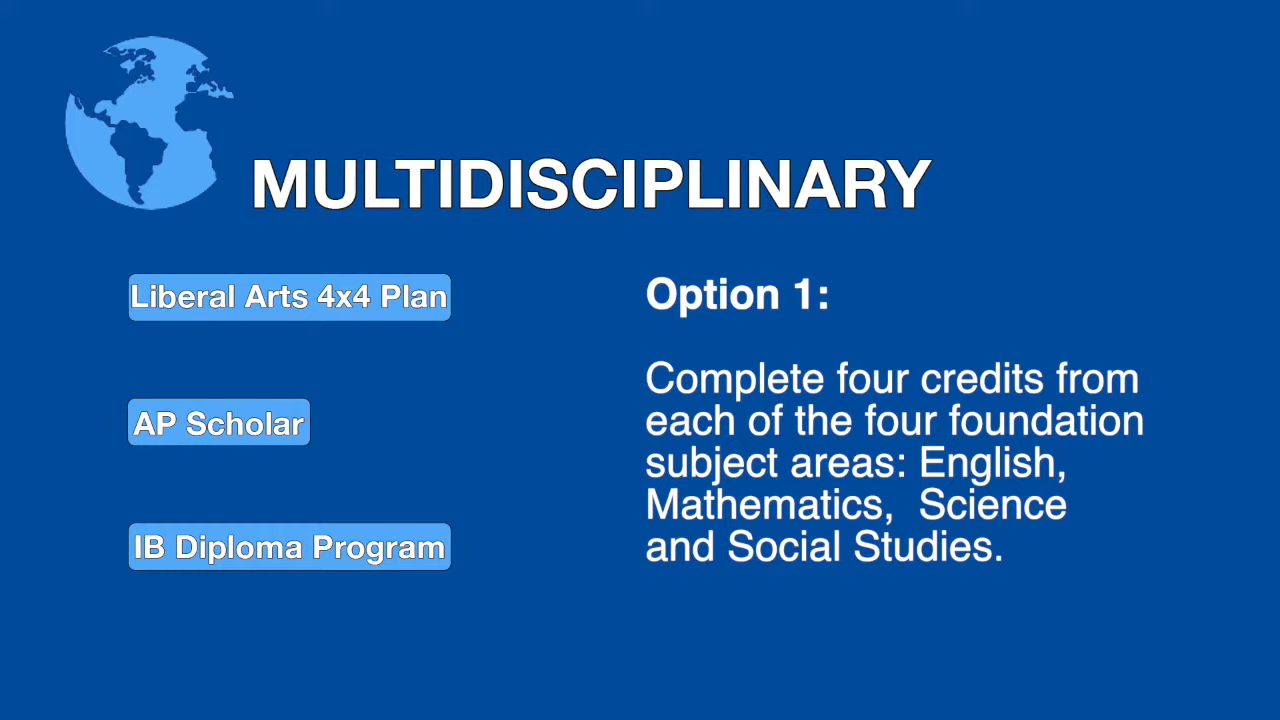 MULTIDISCIPLINARY
Liberal Arts 4x4 Plan
AP Scholar
IB Diploma Program
Option 1:
Complete four credits from
each of the four foundation
subject areas: English,
Mathematics,  Science
and Social Studies.